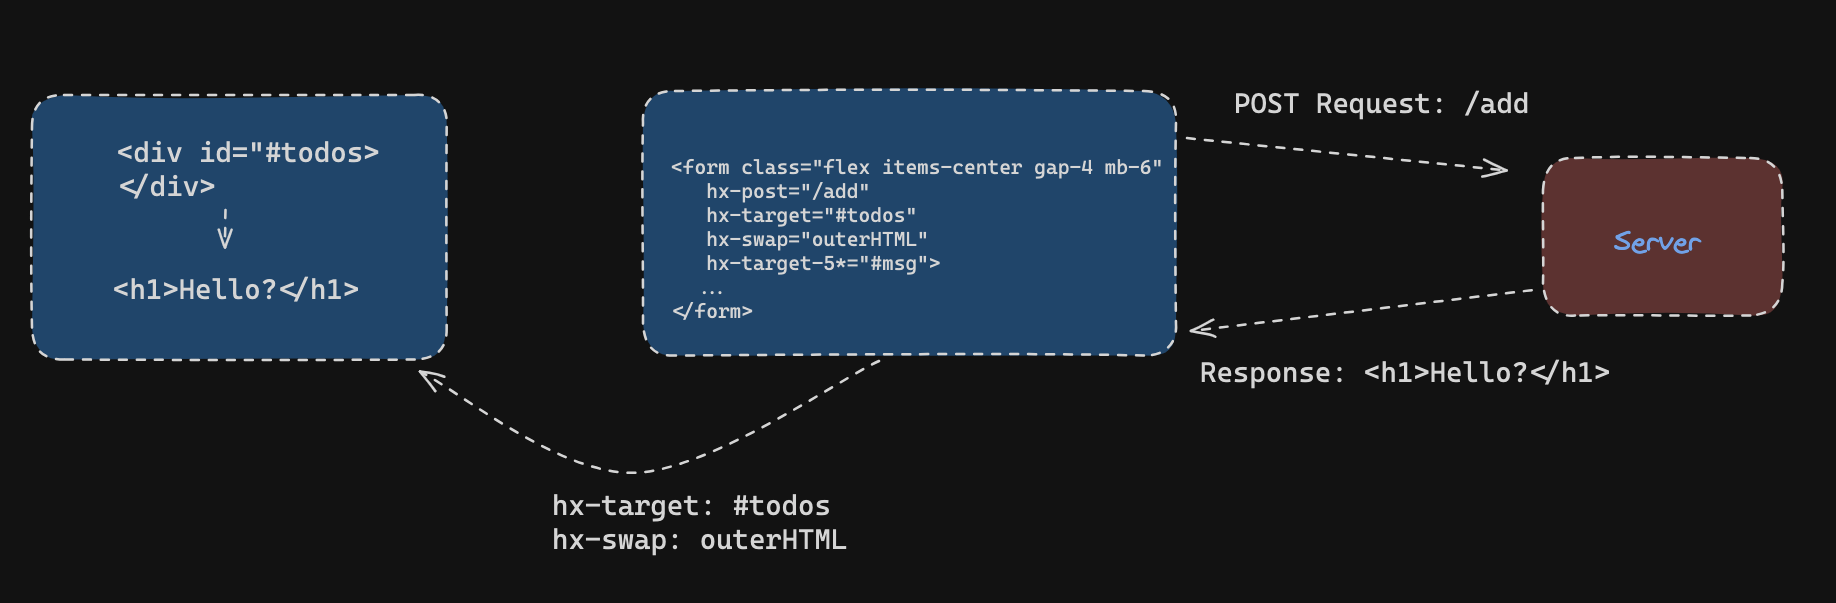 <div id="#todos>
</div>
<h1>Hello?</h1>
<form class="flex items-center gap-4 mb-6"
hx-post="/add"
hx-target="#todos"
hx-swap="outerHTML"
hx-target-5*="#msg">
...
</form>
POST Request: /add
Server
Response: <h1>Hello?</h1>
hx-target: #todos
hx-swap: outerHTML